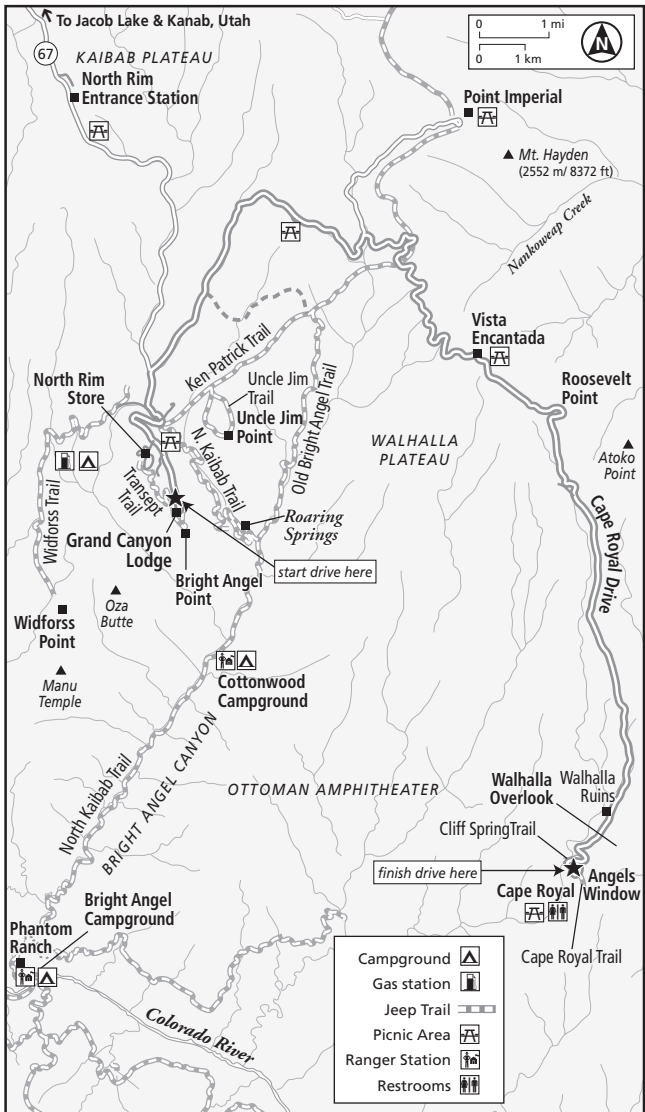 To Jacob Lake & Kanab, Utah
67
KAIBAB PLATEAU
North Rim
Entrance Station
0 1 mi
0 1 km
N
Point Imperial
Mt. Hayden
(2552 m/ 8372 ft)
Nankoweap Creek
Vista
Encantada
Roosevelt
Point
Ken Patrick Trail
Uncle Jim
Trail
Uncle Jim
Point
Old Bright Angel Trail
North Rim
Store
N. Kaibab Trail
WALHALLA
PLATEAU
Atoko
Point
Widforss Trail
Transept
Trail
Roaring
Springs
Grand Canyon
Lodge
Bright Angel
Point
start drive here
Cape Royal Drive
Oza
Butte
Widforss
Point
Manu
Temple
Cottonwood
Campground
North Kaibab Trail
BRIGHT ANGEL CANYON
OTTOMAN AMPHITHEATER
Walhalla
Overlook
Walhalla
Ruins
Cliff SpringTrail
finish drive here
Angels
Window
Cape Royal
Cape Royal Trail
Bright Angel
Campground
Phantom
Ranch
Colorado River
Campground
Gas station
Jeep Trail
Picnic Area
Ranger Station
Restrooms